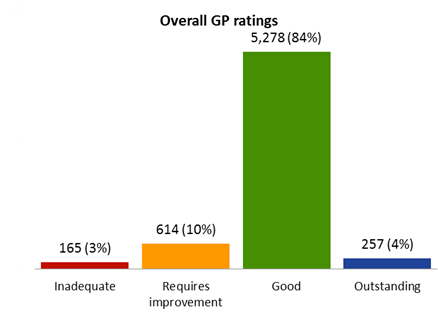 Overall GP ratings
5,278 (84%)
614 (10%)
165 (3%)
257 (4%)
Inadequate
Requires
improvement
Good
Outstanding